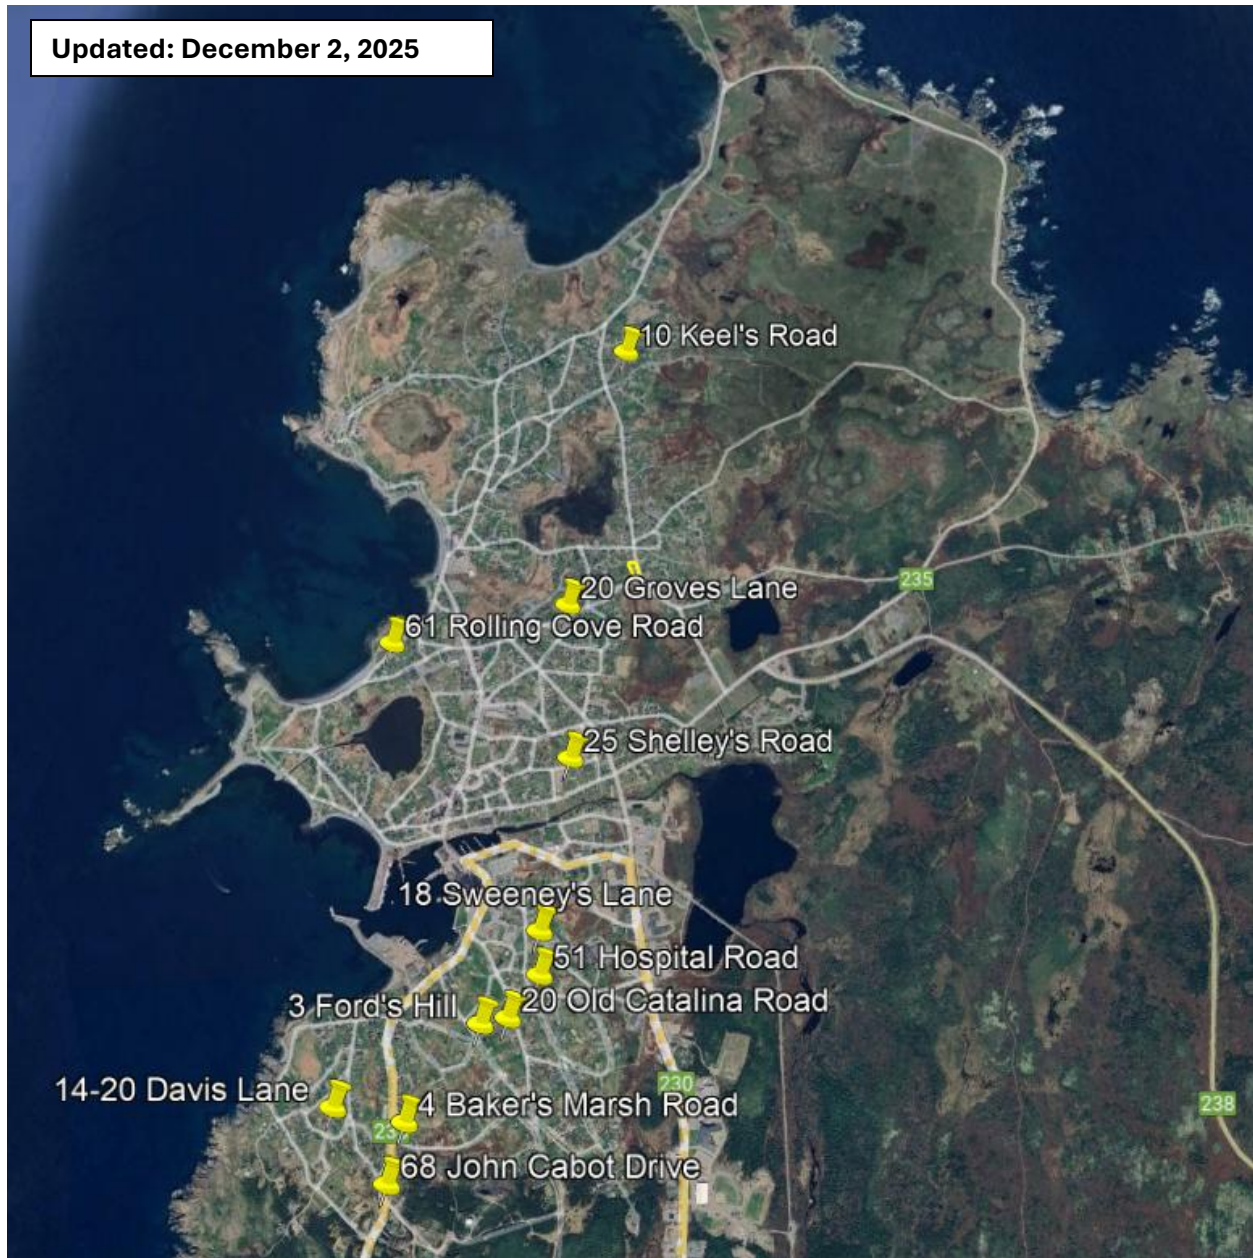 Updated: December 2, 2025
10 Keel's Road
20 Groves Lane
235
61 Rolling Cove Road
25 Shelley's Road
18 Sweeney's Lane
51 Hospital Road
20 Old Catalina Road
3 Ford's Hill
230
14-20 Davis Lane
4 Baker's Marsh Road
238
68 John Cabot Drive